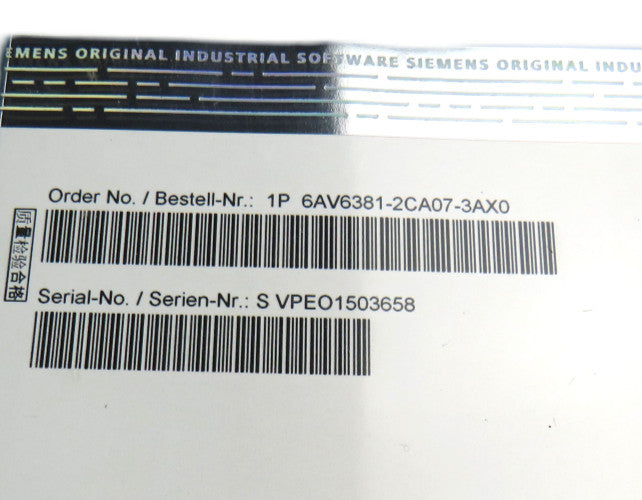 EMENS ORIGINAL INDUSTRIAL SOFTWARE SIEMENS ORIGINAL INDU
Order No. / Bestell-Nr.: 1P 6AV6381-2CA07-3AX0
质量检验合格
Serial-No. / Serien-Nr.: S VPEO1503658